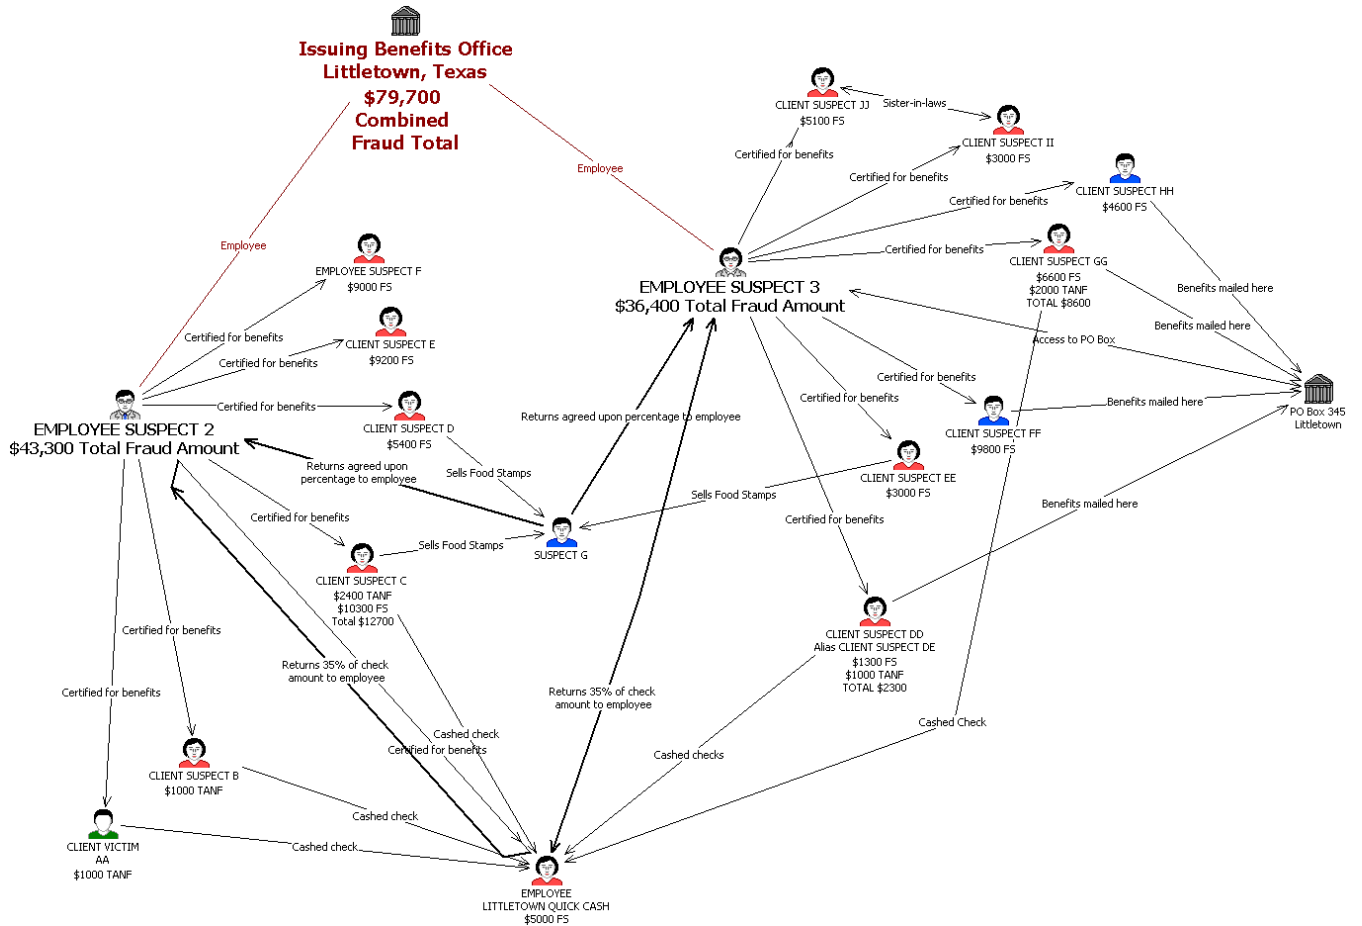 Issuing Benefits Office
Littletown, Texas
$79,700
Combined
Fraud Total
Employee
Employee
CLIENT SUSPECT JJ
$5100 FS
Sister-in-laws
CLIENT SUSPECT II
$3000 FS
Certified for benefits
Certified for benefits
CLIENT SUSPECT HH
$4600 FS
Certified for benefits
Certified for benefits
CLIENT SUSPECT GG
$6600 FS
$2000 TANF
TOTAL $8600
EMPLOYEE SUSPECT F
$9000 FS
EMPLOYEE SUSPECT 3
$36,400 Total Fraud Amount
Benefits mailed here
Benefits mailed here
Access to PO Box
Certified for benefits
CLIENT SUSPECT E
$9200 FS
Certified for benefits
Certified for benefits
Certified for benefits
Benefits mailed here
PO Box 345
Littletown
EMPLOYEE SUSPECT 2
$43,300 Total Fraud Amount
Certified for benefits
CLIENT SUSPECT D
$5400 FS
Returns agreed upon percentage to employee
CLIENT SUSPECT FF
$9800 FS
Returns agreed upon
percentage to employee
Sells Food Stamps
CLIENT SUSPECT EE
$3000 FS
Sells Food Stamps
Benefits mailed here
Certified for benefits
Certified for benefits
Sells Food Stamps
SUSPECT G
CLIENT SUSPECT C
$2400 TANF
$10300 FS
Total $12700
Certified for benefits
CLIENT SUSPECT DD
Alias CLIENT SUSPECT DE
$1300 FS
$1000 TANF
TOTAL $2300
Returns 35% of check
amount to employee
Returns 35% of check
amount to employee
Certified for benefits
Cashed Check
Cashed check
Certified for benefits
Cashed checks
CLIENT SUSPECT B
$1000 TANF
Cashed check
CLIENT VICTIM
AA
$1000 TANF
Cashed check
EMPLOYEE
LITTLETOWN QUICK CASH
$5000 FS